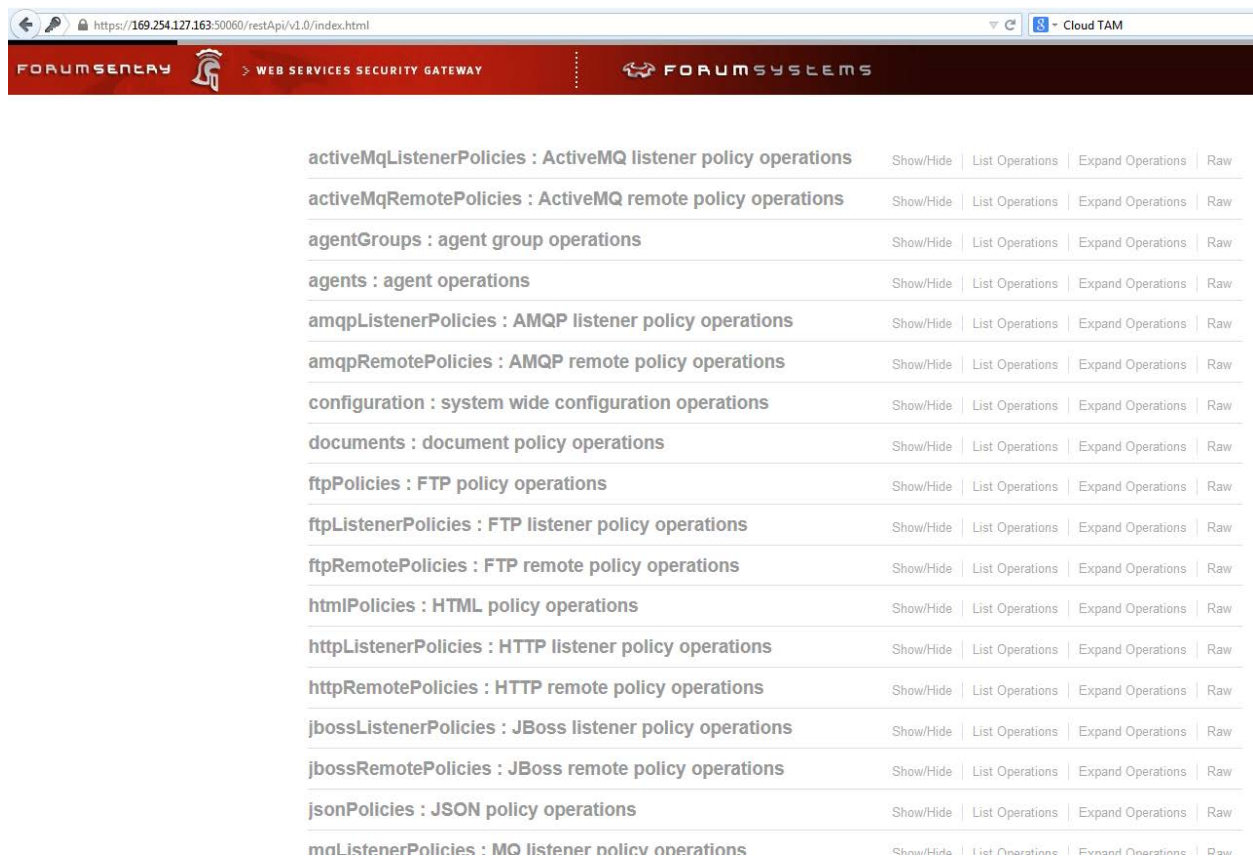 https://169.254.127.163:50060/restApi/v1.0/index.html 8 Cloud TAM
FORUMSENTRY > WEB SERVICES SECURITY GATEWAY FORUMSYSTEMS
activeMqListenerPolicies : ActiveMQ listener policy operations Show/Hide List Operations Expand Operations Raw
activeMqRemotePolicies : ActiveMQ remote policy operations Show/Hide List Operations Expand Operations Raw
agentGroups : agent group operations Show/Hide List Operations Expand Operations Raw
agents : agent operations Show/Hide List Operations Expand Operations Raw
amqpListenerPolicies : AMQP listener policy operations Show/Hide List Operations Expand Operations Raw
amqpRemotePolicies : AMQP remote policy operations Show/Hide List Operations Expand Operations Raw
configuration : system wide configuration operations Show/Hide List Operations Expand Operations Raw
documents : document policy operations Show/Hide List Operations Expand Operations Raw
ftpPolicies : FTP policy operations Show/Hide List Operations Expand Operations Raw
ftpListenerPolicies : FTP listener policy operations Show/Hide List Operations Expand Operations Raw
ftpRemotePolicies : FTP remote policy operations Show/Hide List Operations Expand Operations Raw
htmlPolicies : HTML policy operations Show/Hide List Operations Expand Operations Raw
httpListenerPolicies : HTTP listener policy operations Show/Hide List Operations Expand Operations Raw
httpRemotePolicies : HTTP remote policy operations Show/Hide List Operations Expand Operations Raw
jbossListenerPolicies : JBoss listener policy operations Show/Hide List Operations Expand Operations Raw
jbossRemotePolicies : JBoss remote policy operations Show/Hide List Operations Expand Operations Raw
jsonPolicies : JSON policy operations Show/Hide List Operations Expand Operations Raw
mqListenerPolicies : MQ listener policy operations Show/Hide List Operations Expand Operations Raw